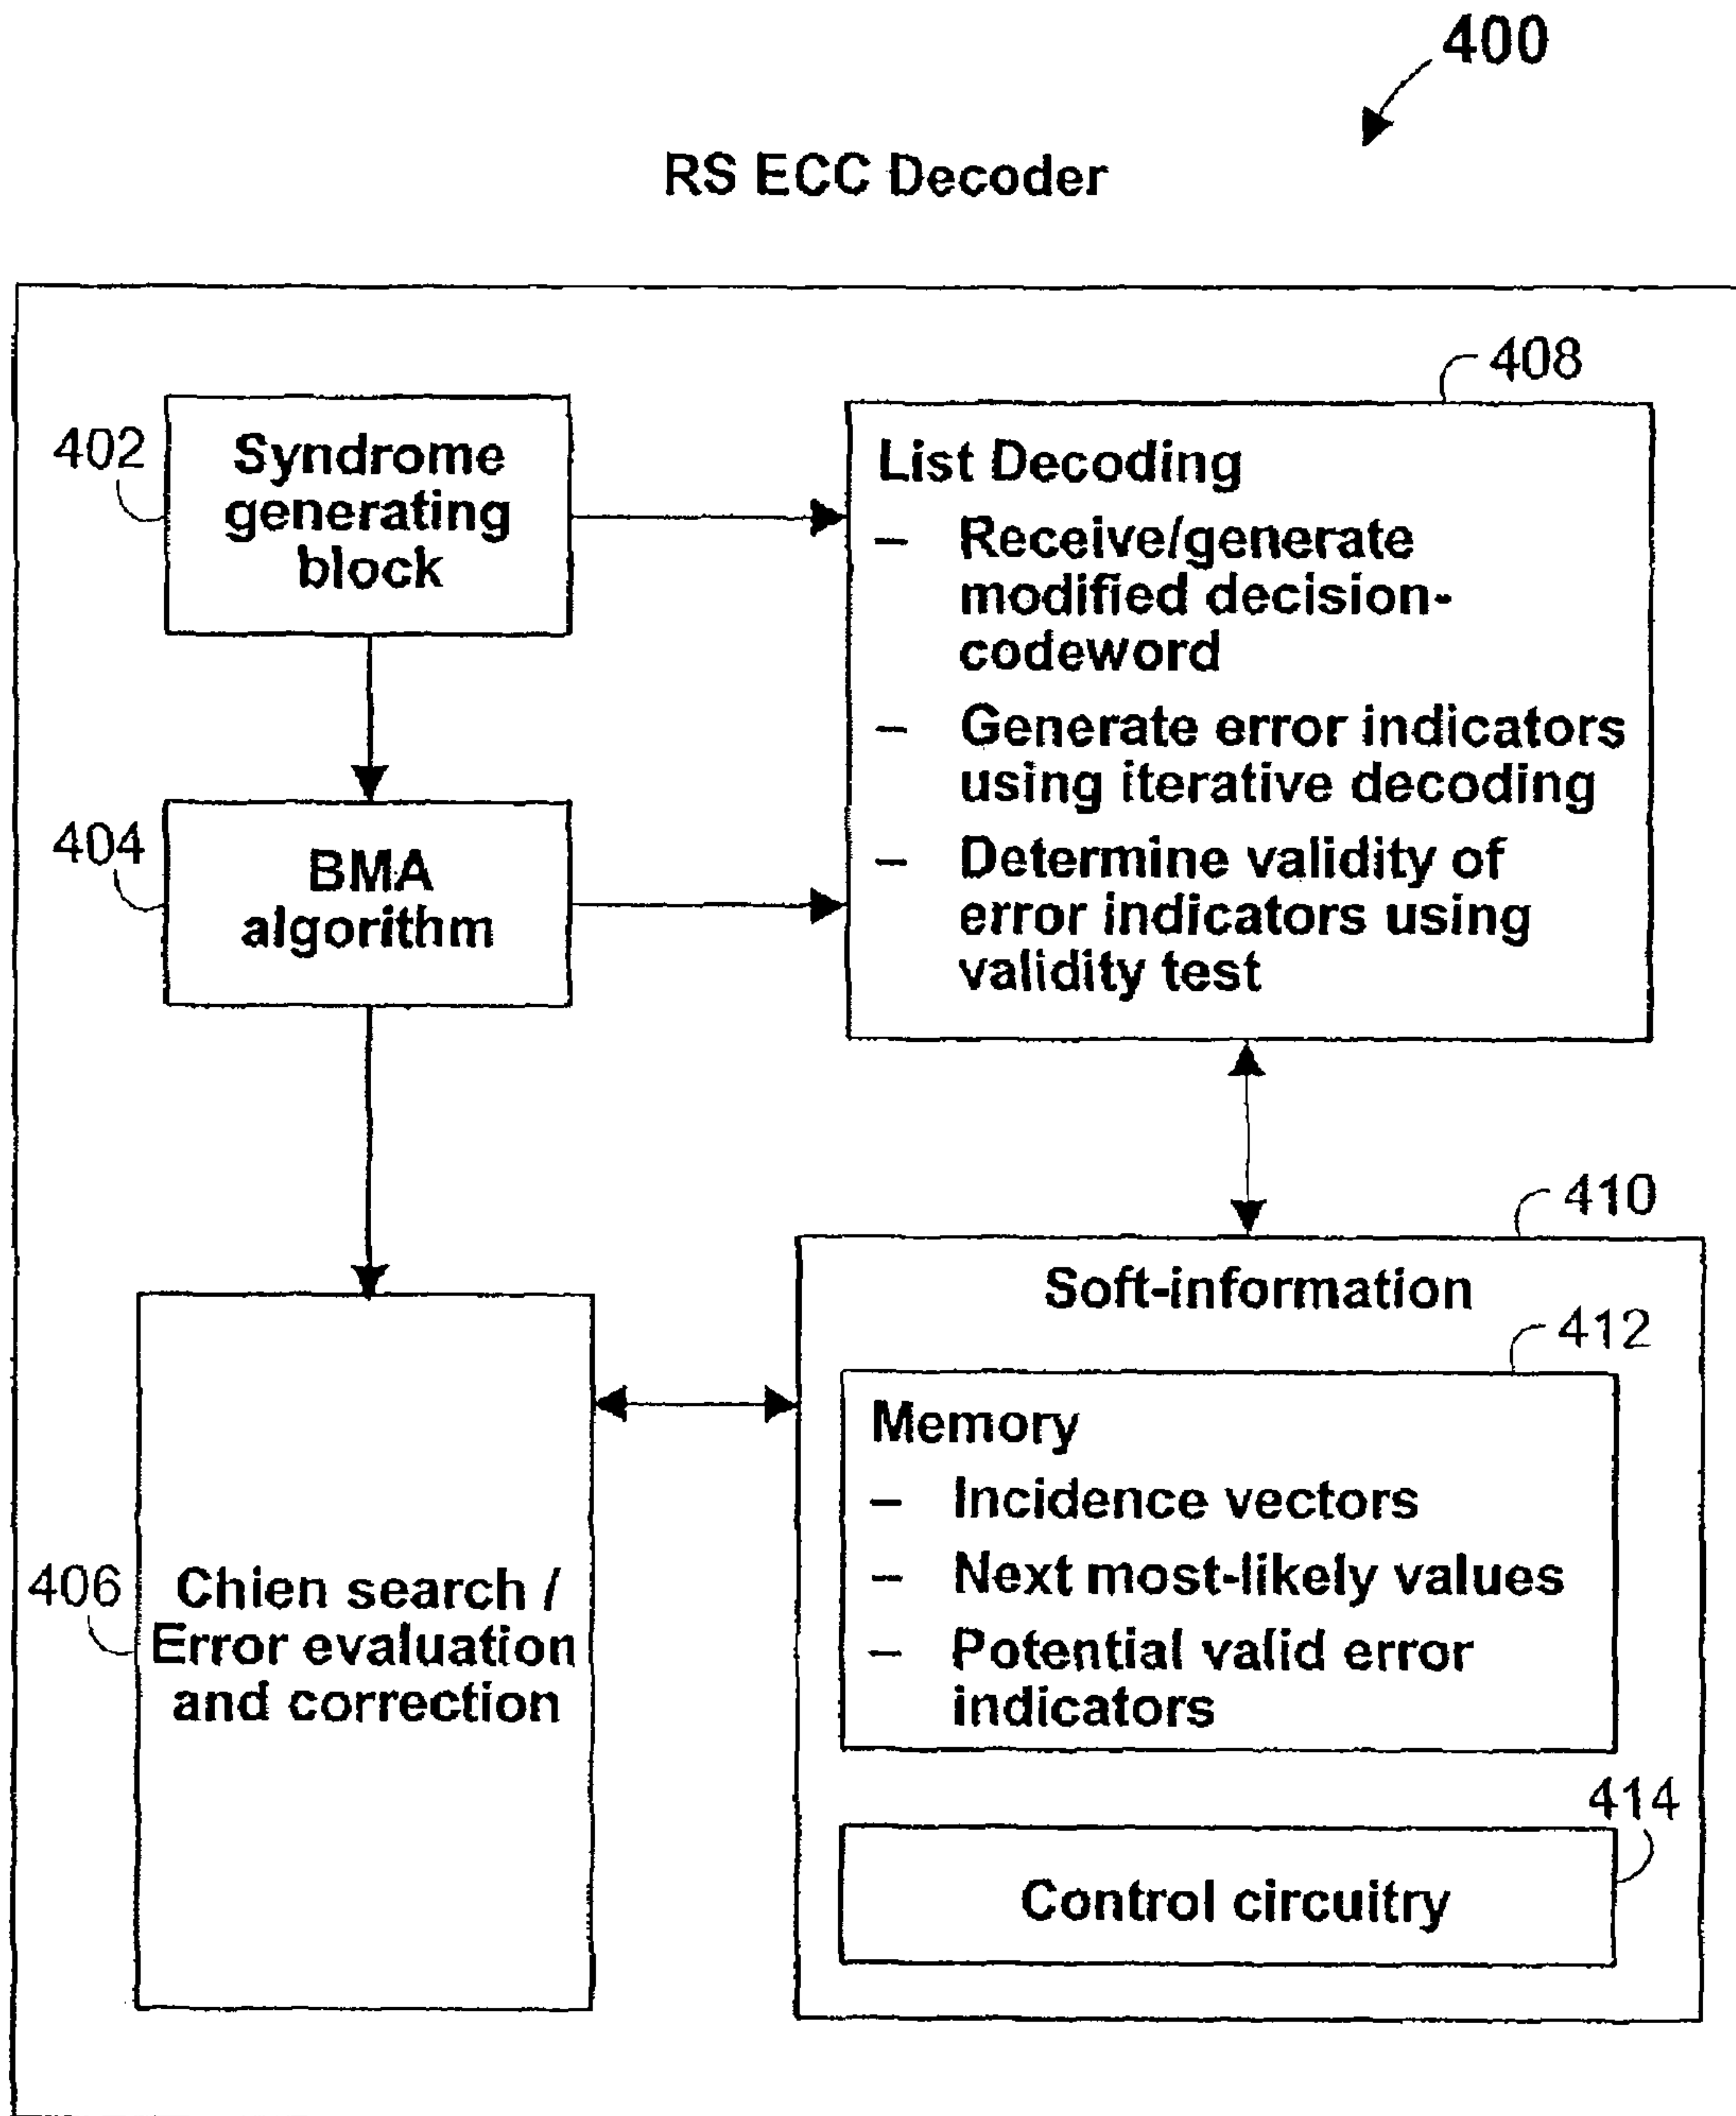 400
RS ECC Decoder
402
Syndrome
generating
block
404
BMA
algorithm
406
Chien search /
Error evaluation
and correction
408
List Decoding
– Receive/generate
modified decision-
codeword
– Generate error indicators
using iterative decoding
– Determine validity of
error indicators using
validity test
410
Soft-information
412
Memory
– Incidence vectors
– Next most-likely values
– Potential valid error
indicators
414
Control circuitry